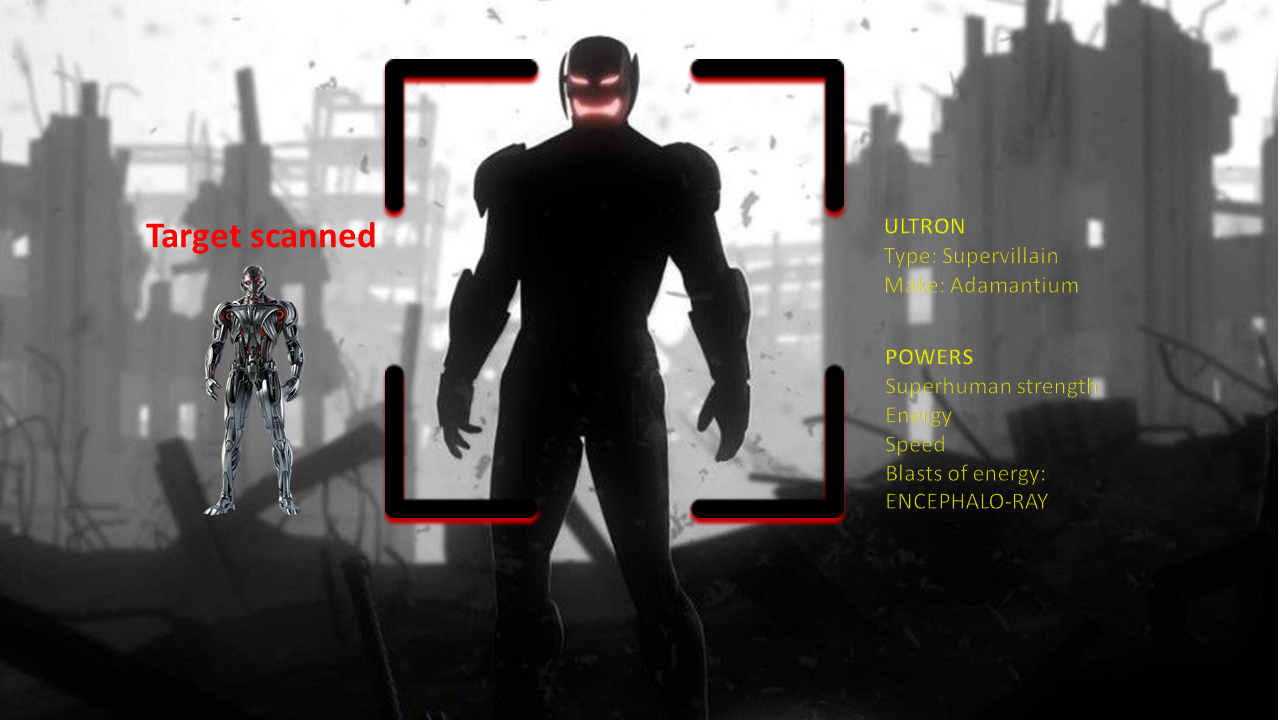 Target scanned
ULTRON
Type: Supervillain
Make: Adamantium
POWERS
Superhuman strength
Energy
Speed
Blasts of energy:
ENCEPHALO-RAY